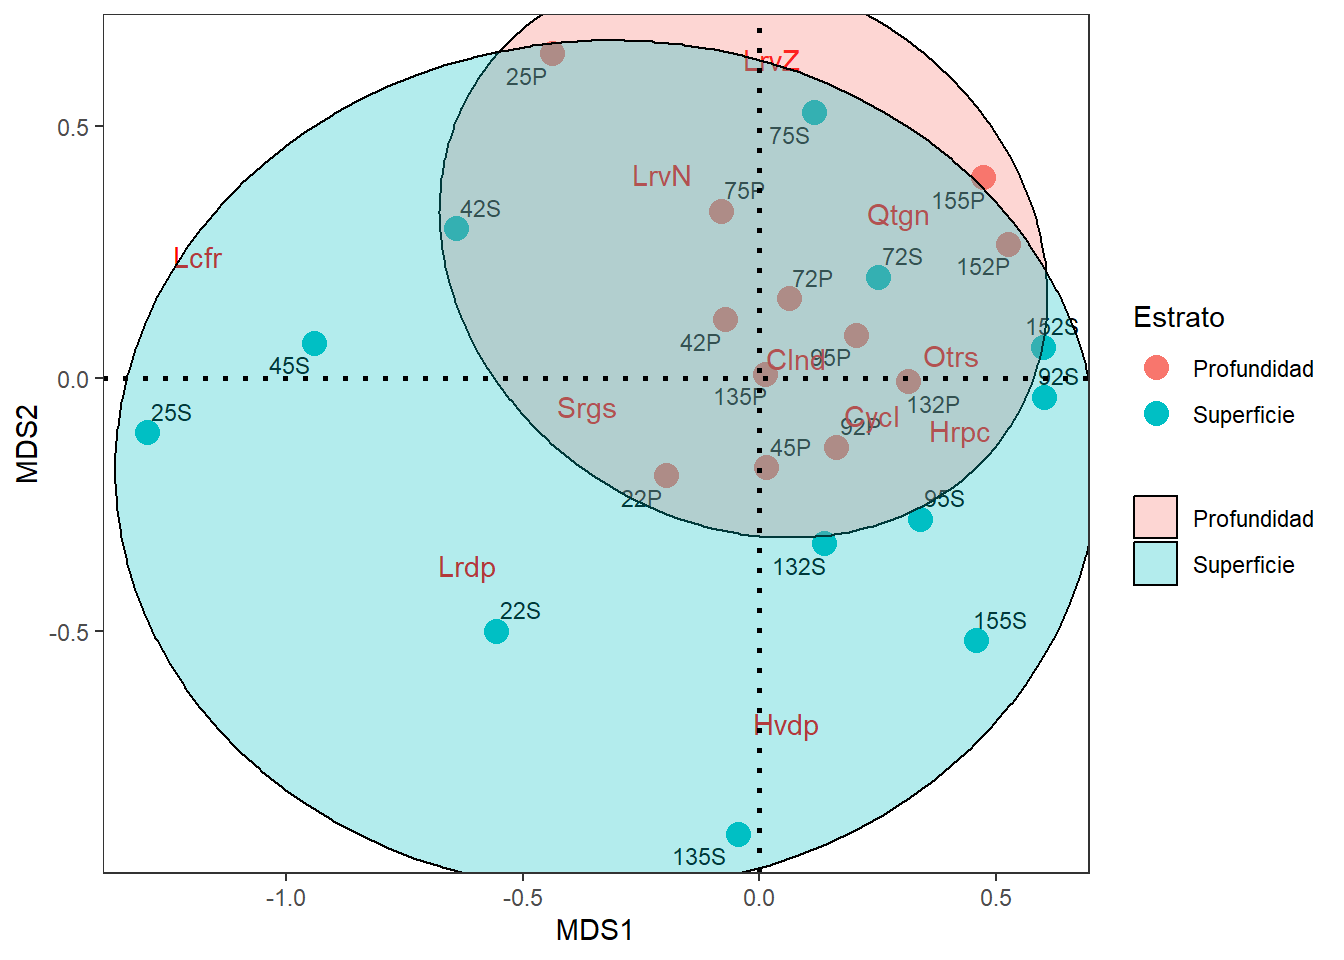 LrvZ
25P
75S
LrvN
75P
155P
42S
Qtgn
Lcfr
72S
152P
72P
152S
42P
95P
Clnd
Otrs
45S
0.5
0.0
-0.5
135P
132P
92S
25S
Srgs
Cycl
92P
Hrpc
45P
22P
95S
132S
Lrdp
22S
155S
Hvdp
135S
-1.0
-0.5
0.0
0.5
MDS1
MDS2
Estrato
Profundidad
Superficie
Profundidad
Superficie